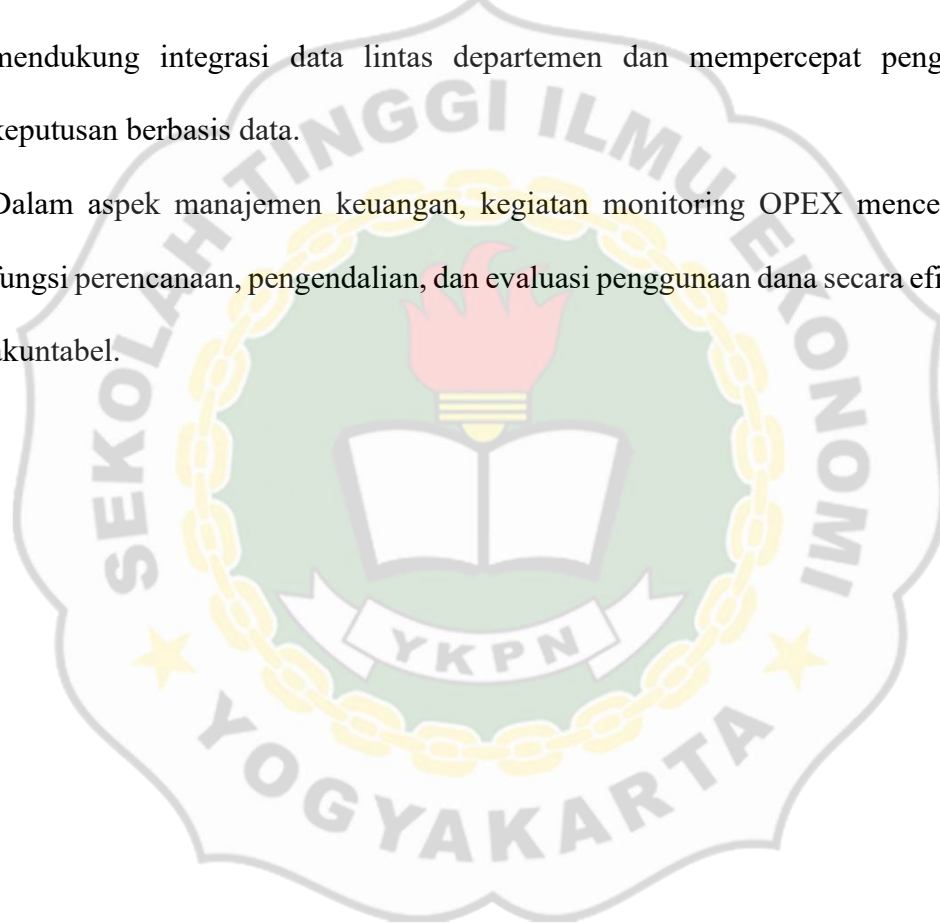 mendukung integrasi data lintas departemen dan mempercepat peng
keputusan berbasis data.
Dalam aspek manajemen keuangan, kegiatan monitoring OPEX mence
fungsi perencanaan, pengendalian, dan evaluasi penggunaan dana secara efi
akuntabel.
SEKOLAH TINGGI ILMU EKONOMI
YKPN
YOGYAKARTA